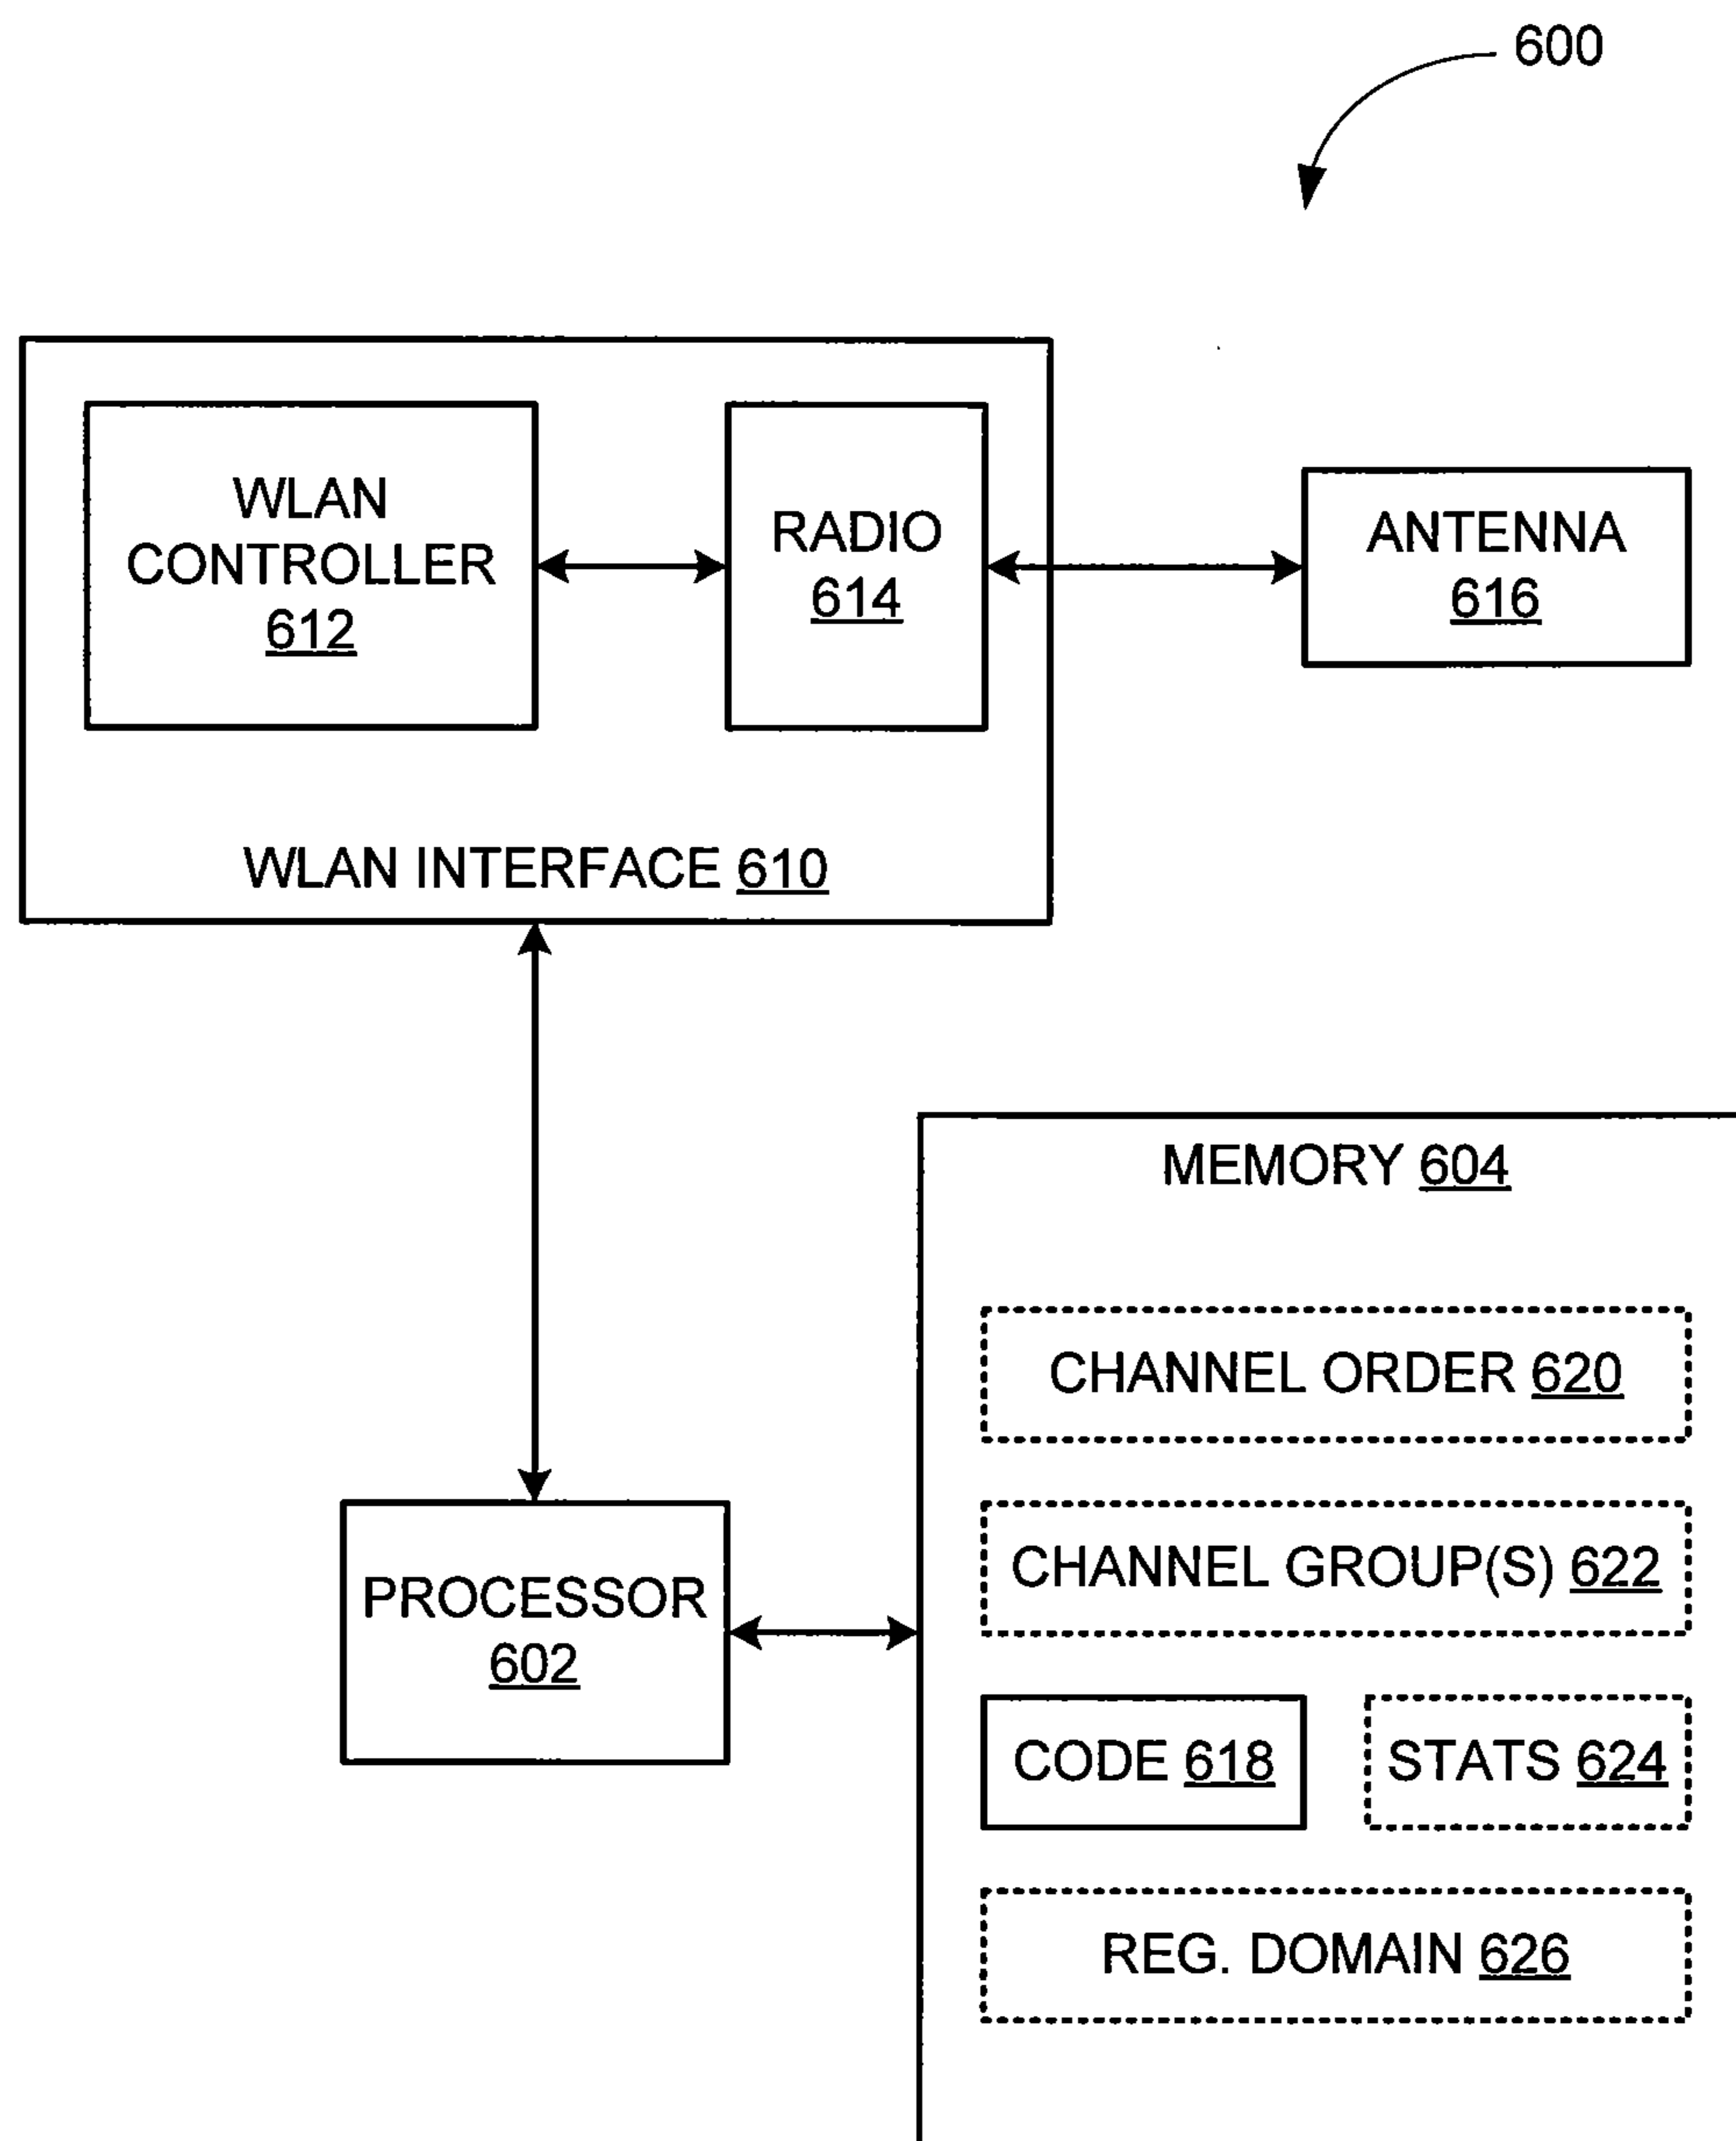 600
WLAN
CONTROLLER
612
RADIO
614
ANTENNA
616
WLAN INTERFACE 610
MEMORY 604
CHANNEL ORDER 620
CHANNEL GROUP(S) 622
PROCESSOR
602
CODE 618
STATS 624
REG. DOMAIN 626